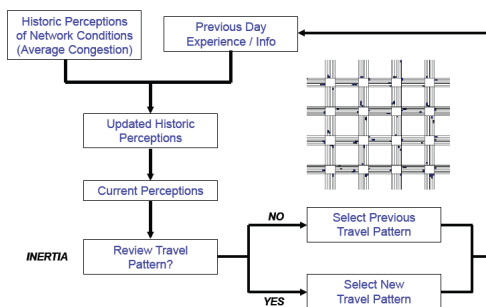 Historic Perceptions
of Network Conditions
(Average Congestion)
Previous Day
Experience / Info
Updated Historic
Perceptions
Current Perceptions
INERTIA
Review Travel
Pattern?
NO
Select Previous
Travel Pattern
YES
Select New
Travel Pattern